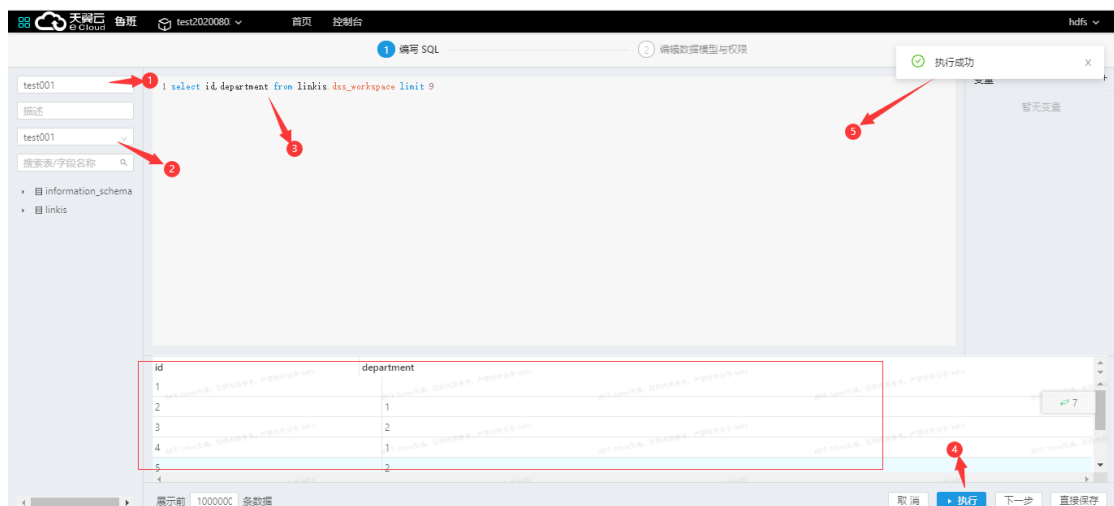 天翼云 e Cloud 鲁班 test2020080 首页 控制台 hdfs
1 编写 SQL 2 编辑数据模型与权限
执行成功 x
test001 1
1 select id,department from linkis.dss_workspace limit 9
变量 +
描述
暂无变量
test001
搜索表/字段名称
2
3
5
information_schema
linkis
id department
1
2 1
7
3 2
4 1
4
5 2
展示前 1000000 条数据 取消 执行 下一步 直接保存